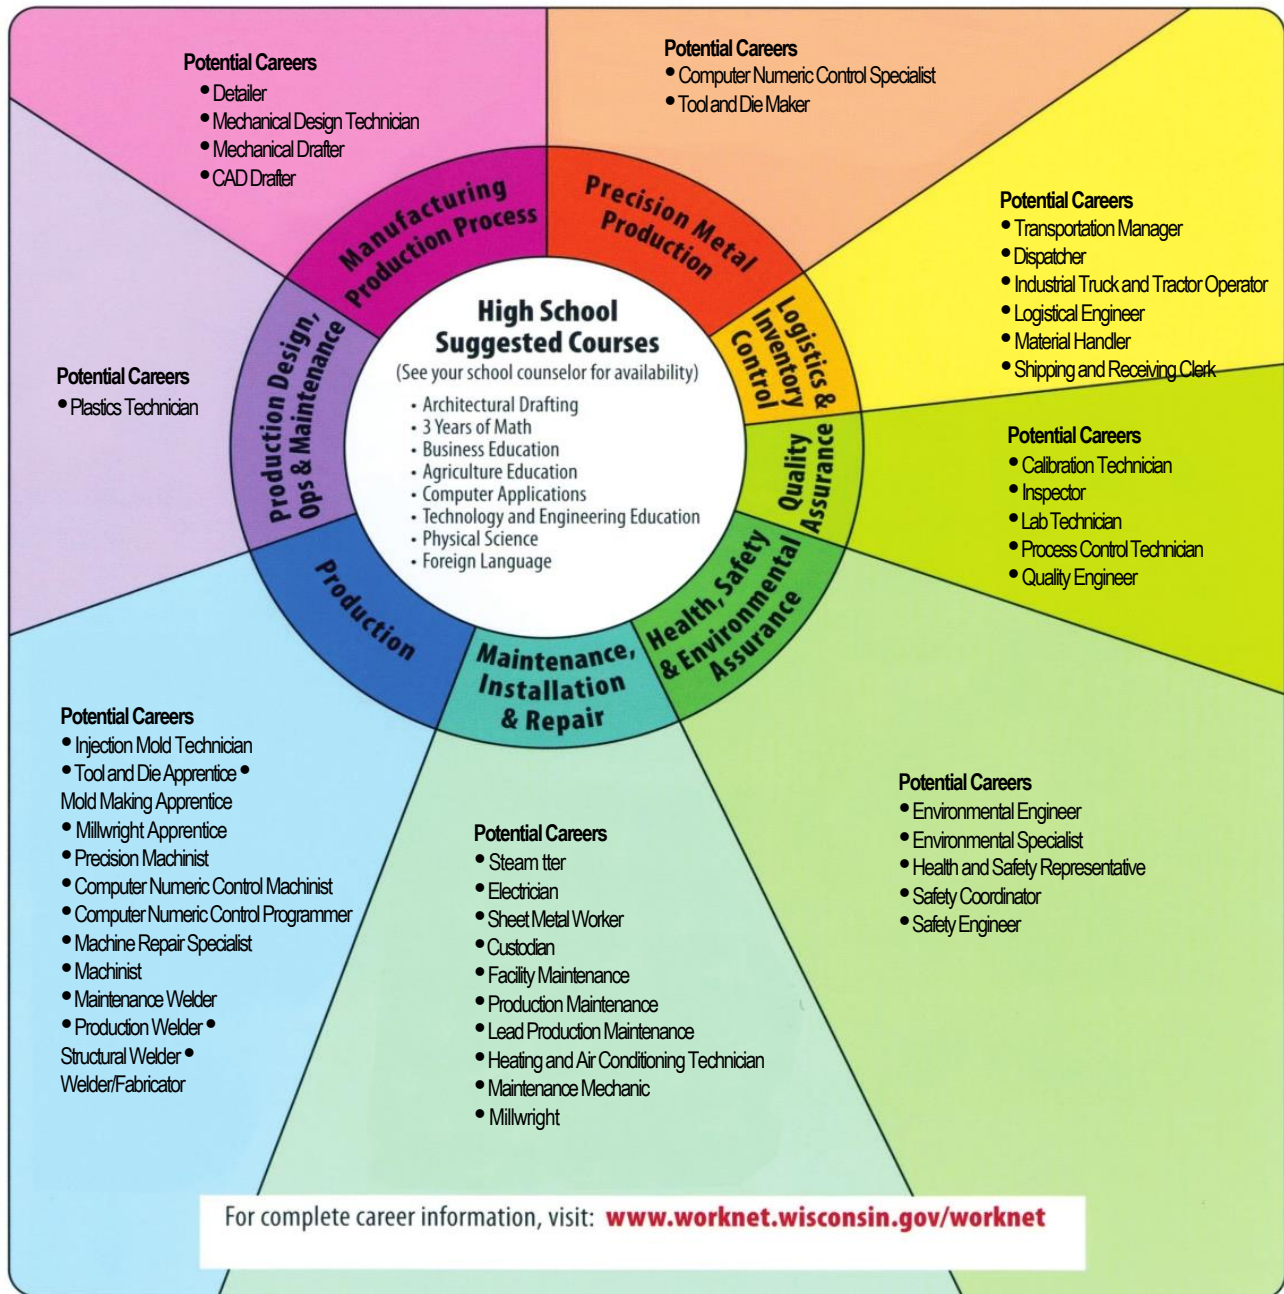 Potential Careers
• Detailer
• Mechanical Design Technician
• Mechanical Drafter
• CAD Drafter
Potential Careers
• Computer Numeric Control Specialist
• Tool and Die Maker
Potential Careers
• Transportation Manager
• Dispatcher
• Industrial Truck and Tractor Operator
• Logistical Engineer
• Material Handler
• Shipping and Receiving Clerk
Potential Careers
• Calibration Technician
• Inspector
• Lab Technician
• Process Control Technician
• Quality Engineer
Potential Careers
• Environmental Engineer
• Environmental Specialist
• Health and Safety Representative
• Safety Coordinator
• Safety Engineer
Potential Careers
• Steam tter
• Electrician
• Sheet Metal Worker
• Custodian
• Facility Maintenance
• Production Maintenance
• Lead Production Maintenance
• Heating and Air Conditioning Technician
• Maintenance Mechanic
• Millwright
Potential Careers
• Injection Mold Technician
• Tool and Die Apprentice •
Mold Making Apprentice
• Millwright Apprentice
• Precision Machinist
• Computer Numeric Control Machinist
• Computer Numeric Control Programmer
• Machine Repair Specialist
• Machinist
• Maintenance Welder
• Production Welder •
Structural Welder •
Welder/Fabricator
Potential Careers
• Plastics Technician
Manufacturing
Production Process
Precision Metal
Production
Logistics &
Inventory
Control
Quality
Assurance
Health, Safety
& Environmental
Assurance
Maintenance,
Installation
& Repair
Production
Production Design,
Ops & Maintenance
High School
Suggested Courses
(See your school counselor for availability)
• Architectural Drafting
• 3 Years of Math
• Business Education
• Agriculture Education
• Computer Applications
• Technology and Engineering Education
• Physical Science
• Foreign Language
For complete career information, visit: www.worknet.wisconsin.gov/worknet